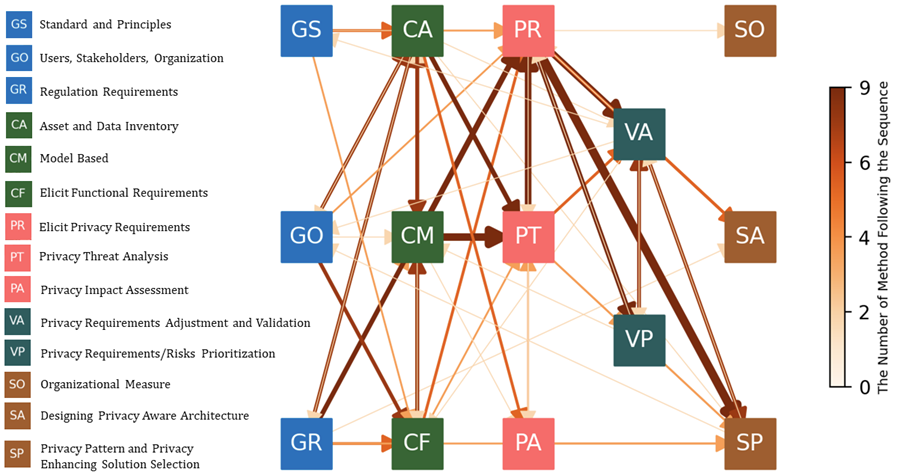 GS Standard and Principles
GO Users, Stakeholders, Organization
GR Regulation Requirements
CA Asset and Data Inventory
CM Model Based
CF Elicit Functional Requirements
PR Elicit Privacy Requirements
PT Privacy Threat Analysis
PA Privacy Impact Assessment
VA Privacy Requirements Adjustment and Validation
VP Privacy Requirements/Risks Prioritization
SO Organizational Measure
SA Designing Privacy Aware Architecture
SP Privacy Pattern and Privacy
Enhancing Solution Selection
GS CA PR SO
VA
GO CM PT SA
VP
GR CF PA SP
9
6
4
2
0
The Number of Method Following the Sequence